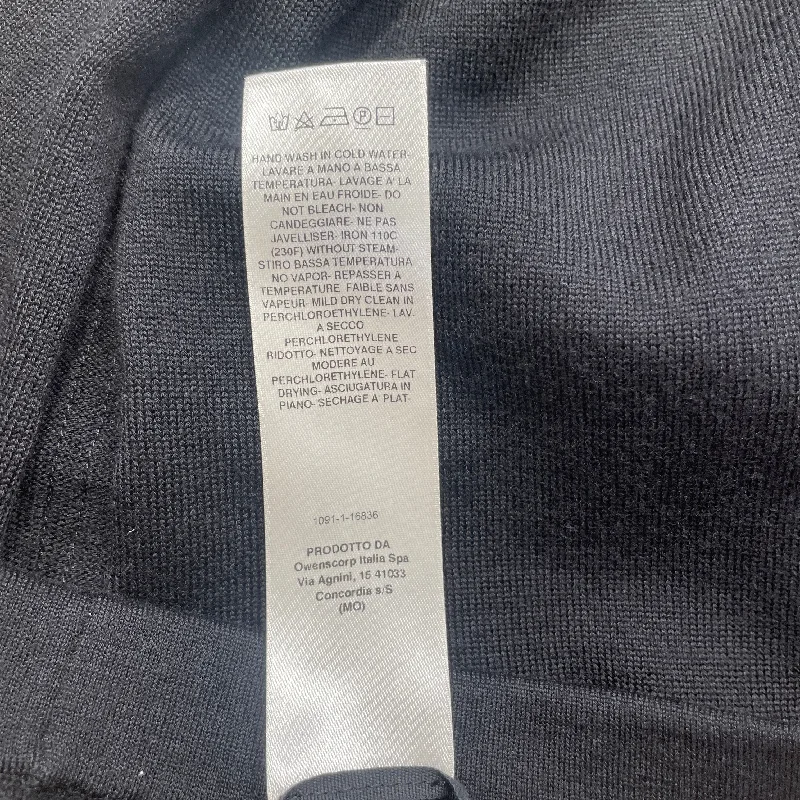 P
HAND WASH IN COLD WATER-
LAVARE A MANO A BASSA
TEMPERATURA- LAVAGE A LA
MAIN EN EAU FROIDE- DO
NOT BLEACH- NON
CANDEGGIARE- NE PAS
JAVELLISER- IRON 110C
(230F) WITHOUT STEAM-
STIRO BASSA TEMPERATURA
NO VAPOR- REPASSER A
TEMPERATURE FAIBLE SANS
VAPEUR- MILD DRY CLEAN IN
PERCHLOROETHYLENE- LAV.
A SECCO
PERCHLOROETHYLENE
RIDOTTO- NETTOYAGE A SEC
MODERE AU
PERCHLORETHYLENE- FLAT
DRYING- ASCIUGATURA IN
PIANO- SECHAGE A PLAT-
1091-1-16836
PRODOTTO DA
Owenscorp Italia Spa
Via Agnini, 15 41033
Concordia s/S
(MO)